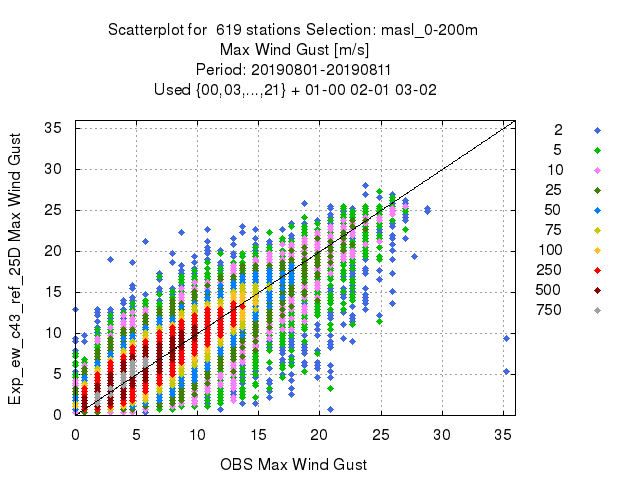 Scatterplot for 619 stations Selection: masl_0-200m
Max Wind Gust [m/s]
Period: 20190801-20190811
Used {00,03,...,21} + 01-00 02-01 03-02
Exp_ew_c43_ref_25D Max Wind Gust
35
30
25
20
15
10
5
0
0 5 10 15 20 25 30 35
OBS Max Wind Gust
2
5
10
25
50
75
100
250
500
750